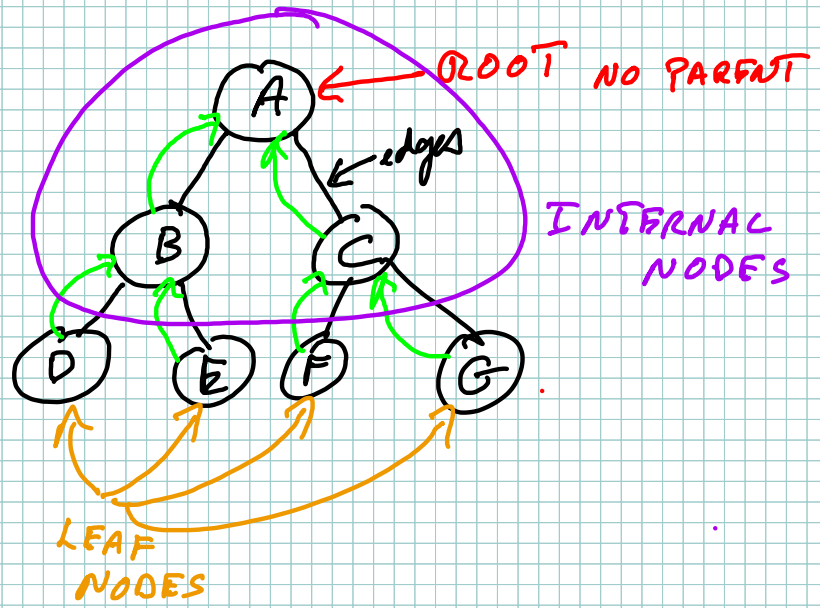 ROOT NO PARENT
A
edges
B
C
INTERNAL
NODES
D
E
F
G
LEAF
NODES